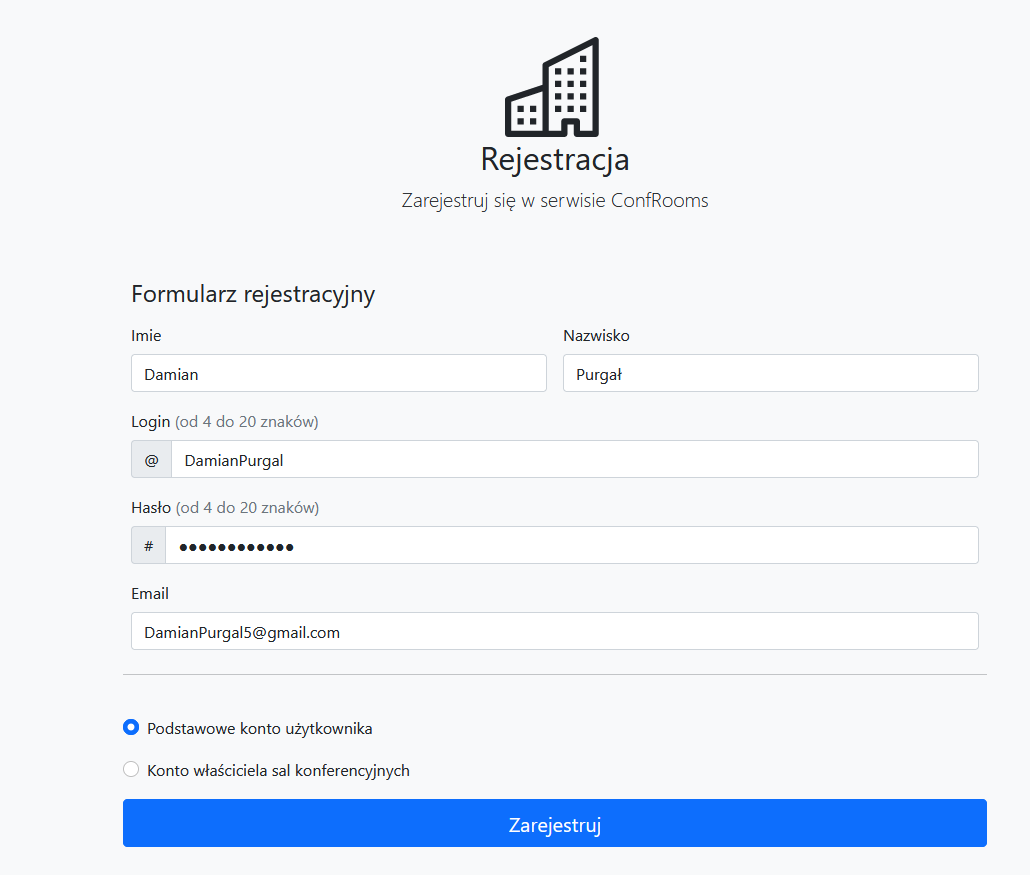 Rejestracja
Zarejestruj się w serwisie ConfRooms
Formularz rejestracyjny
Imie
Nazwisko
Damian
Purgał
Login (od 4 do 20 znaków)
@ DamianPurgal
Hasło (od 4 do 20 znaków)
# ●●●●●●●●●●●●
Email
DamianPurgal5@gmail.com
Podstawowe konto użytkownika
Konto właściciela sal konferencyjnych
Zarejestruj